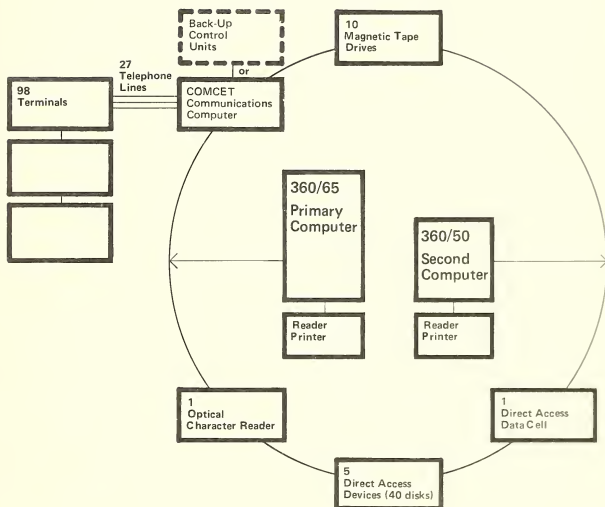 Back-Up
Control
Units
or
10
Magnetic Tape
Drives
27
Telephone
Lines
98
Terminals
COMCET
Communications
Computer
360/65
Primary
Computer
360/50
Second
Computer
Reader
Printer
Reader
Printer
1
Optical
Character Reader
1
Direct Access
Data Cell
5
Direct Access
Devices (40 disks)